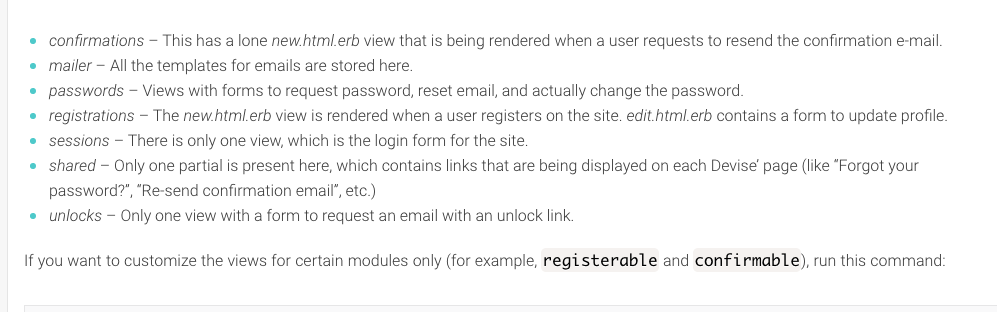 confirmations – This has a lone new.html.erb view that is being rendered when a user requests to resend the confirmation e-mail.
mailer – All the templates for emails are stored here.
passwords – Views with forms to request password, reset email, and actually change the password.
registrations – The new.html.erb view is rendered when a user registers on the site. edit.html.erb contains a form to update profile.
sessions – There is only one view, which is the login form for the site.
shared – Only one partial is present here, which contains links that are being displayed on each Devise’ page (like “Forgot your
password?”, “Re-send confirmation email”, etc.)
unlocks – Only one view with a form to request an email with an unlock link.
If you want to customize the views for certain modules only (for example, registerable and confirmable), run this command: